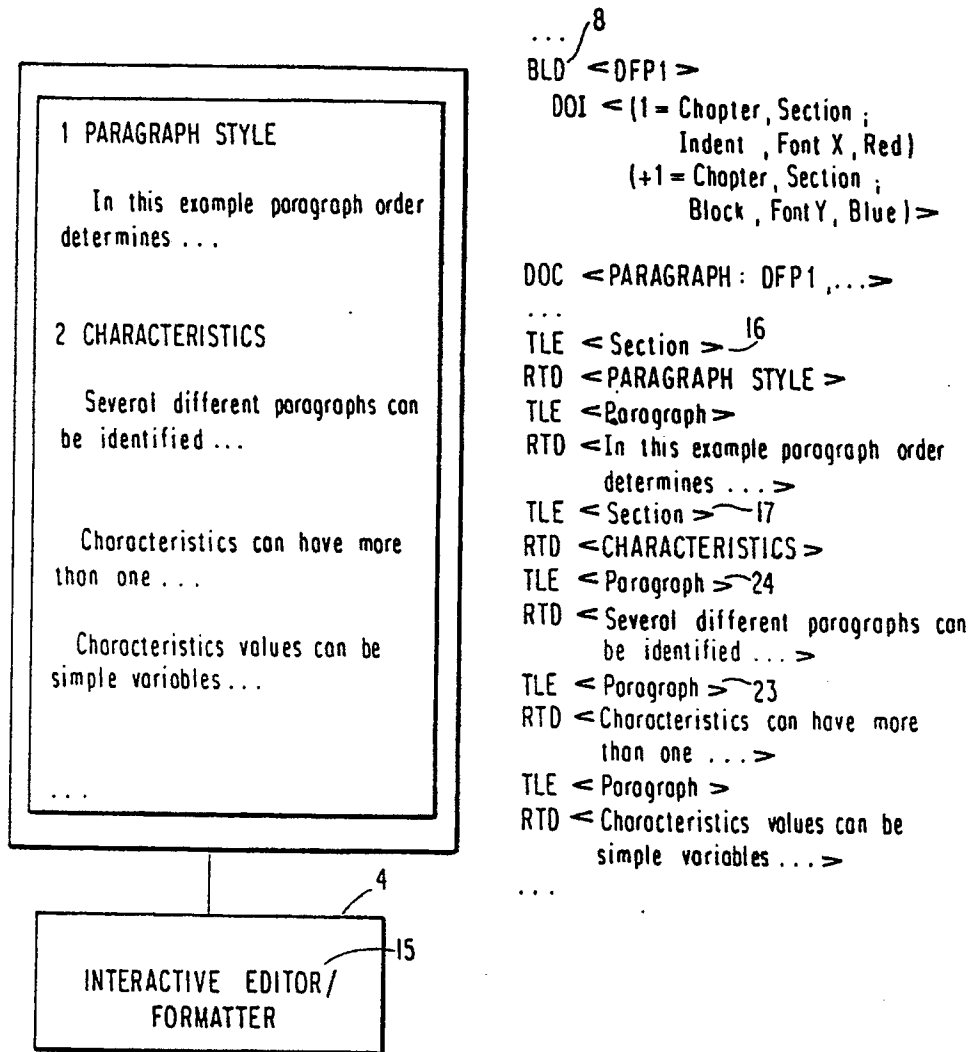 1 PARAGRAPH STYLE
In this example paragraph order
determines ...
2 CHARACTERISTICS
Several different paragraphs can
be identified ...
Characteristics can have more
than one ...
Characteristics values can be
simple variables ...
...
4
15
INTERACTIVE EDITOR/
FORMATTER
8
...
BLD <DFP1>
DOI <(1 = Chapter, Section ;
Indent , Font X , Red)
(+1 = Chapter, Section ;
Block , Font Y, Blue)>
DOC <PARAGRAPH : DFP1 ,...>
...
TLE <Section> 16
RTD <PARAGRAPH STYLE>
TLE <Paragraph>
RTD <In this example paragraph order
determines ...>
TLE <Section> 17
RTD <CHARACTERISTICS>
TLE <Paragraph> 24
RTD <Several different paragraphs can
be identified ...>
TLE <Paragraph> 23
RTD <Characteristics can have more
than one ...>
TLE <Paragraph>
RTD <Characteristics values can be
simple variables ...>
...